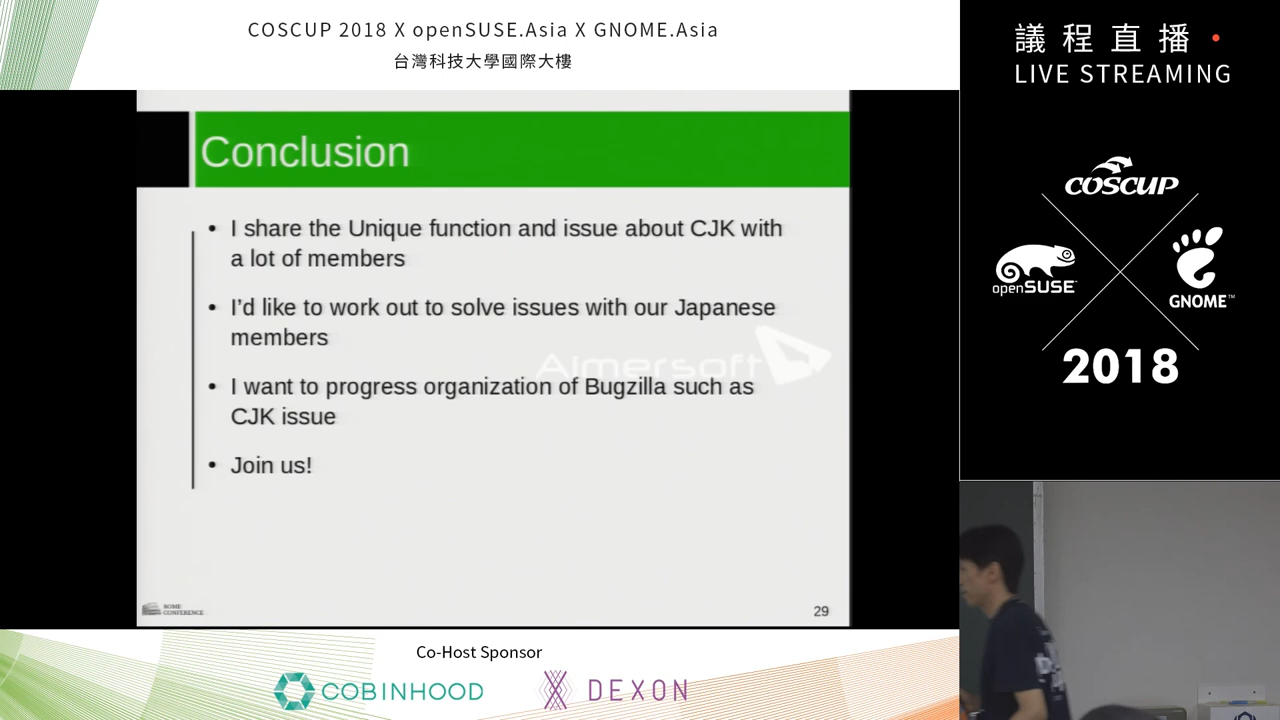 COSCUP 2018 X openSUSE.Asia X GNOME.Asia
台灣科技大學國際大樓
議程直播
LIVE STREAMING
COSCUP
openSUSE
GNOME™
2018
Conclusion
• I share the Unique function and issue about CJK with
a lot of members
• I'd like to work out to solve issues with our Japanese
members
• I want to progress organization of Bugzilla such as
CJK issue
• Join us!
Aimersoft
SOME
CONFERENCE
29
Co-Host Sponsor
COBINHOOD
DEXON